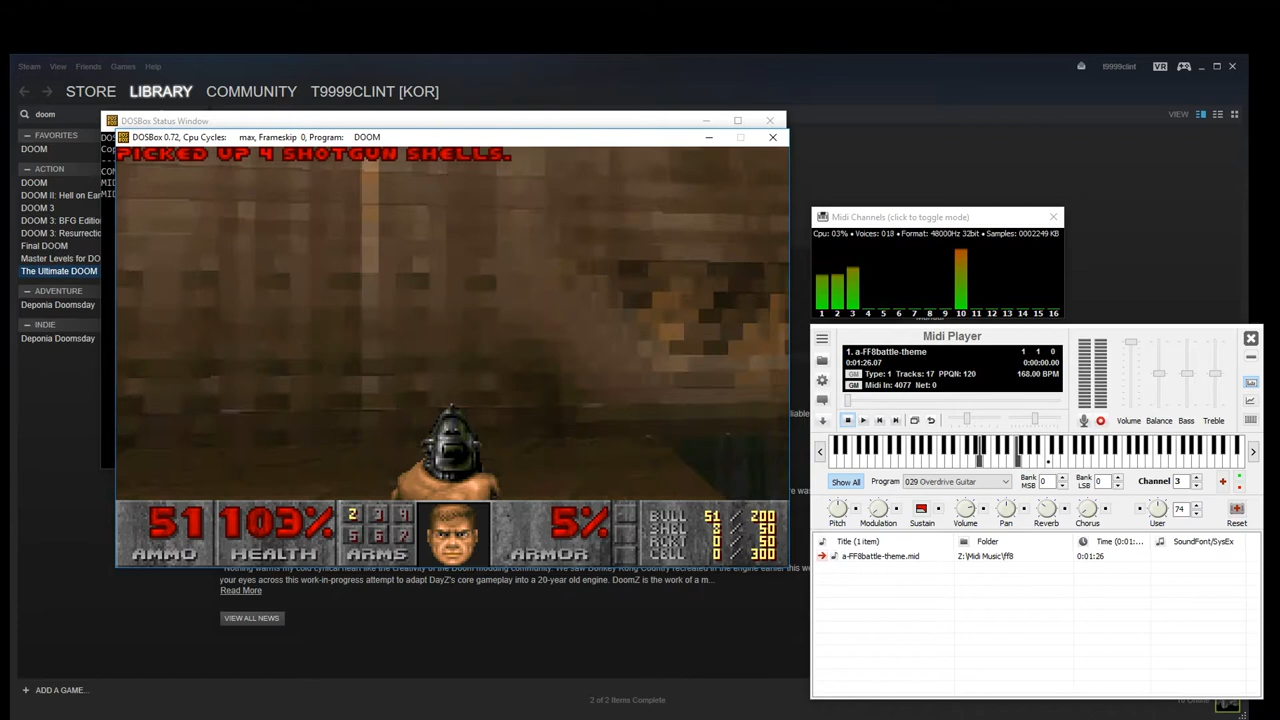 Steam View Friends Games Help
t9999clint VR
STORE LIBRARY COMMUNITY T9999CLINT [KOR]
doom
VIEW
FAVORITES
DOOM
ACTION
DOOM
DOOM II: Hell on Ear
DOOM 3
DOOM 3: BFG Editio
DOOM 3: Resurrectio
Final DOOM
Master Levels for DO
The Ultimate DOOM
ADVENTURE
Deponia Doomsday
INDIE
Deponia Doomsday
ADD A GAME...
DOSBox Status Window
DOSBox 0.72, Cpu Cycles: max, Frameskip 0, Program: DOOM
PICKED UP 4 SHOTGUN SHELLS.
51 103% 2 3 4 5% BULL 51 / 200
5 6 7 SHEL 8 / 50
RCKT 0 / 50
AMMO HEALTH ARMS ARMOR CELL 0 / 300
your eyes across this work-in-progress attempt to adapt DayZ's core gameplay into a 20-year old engine. DoomZ is the work of a m...
Read More
VIEW ALL NEWS
2 of 2 Items Complete
Midi Channels (click to toggle mode)
Cpu: 03% • Voices: 018 • Format: 48000Hz 32bit • Samples: 0002249 KB
1 2 3 4 5 6 7 8 9 10 11 12 13 14 15 16
Midi Player
1. a-FF8battle-theme 1 1 0
0:01:26.07 0:00:00.00
GM Type: 1 Tracks: 17 PPQN: 120 168.00 BPM
GM Midi In: 4077 Net: 0
Volume Balance Bass Treble
Show All Program 029 Overdrive Guitar Bank MSB 0 Bank LSB 0 Channel 3
74
Pitch Modulation Sustain Volume Pan Reverb Chorus User Reset
Title (1 item) Folder Time (0:01:... SoundFont/SysEx
a-FF8battle-theme.mid Z:\Midi Music\ff8 0:01:26